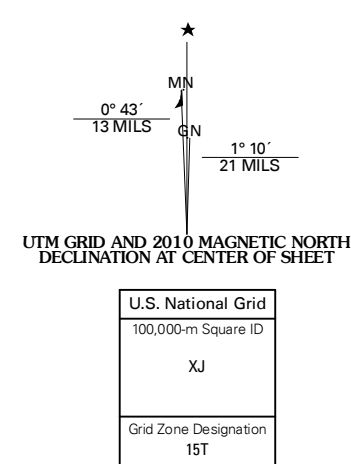 MN
0° 43´
13 MILS
GN
1° 10´
21 MILS
UTM GRID AND 2010 MAGNETIC NORTH
DECLINATION AT CENTER OF SHEET
U.S. National Grid
100,000-m Square ID
XJ
Grid Zone Designation
15T